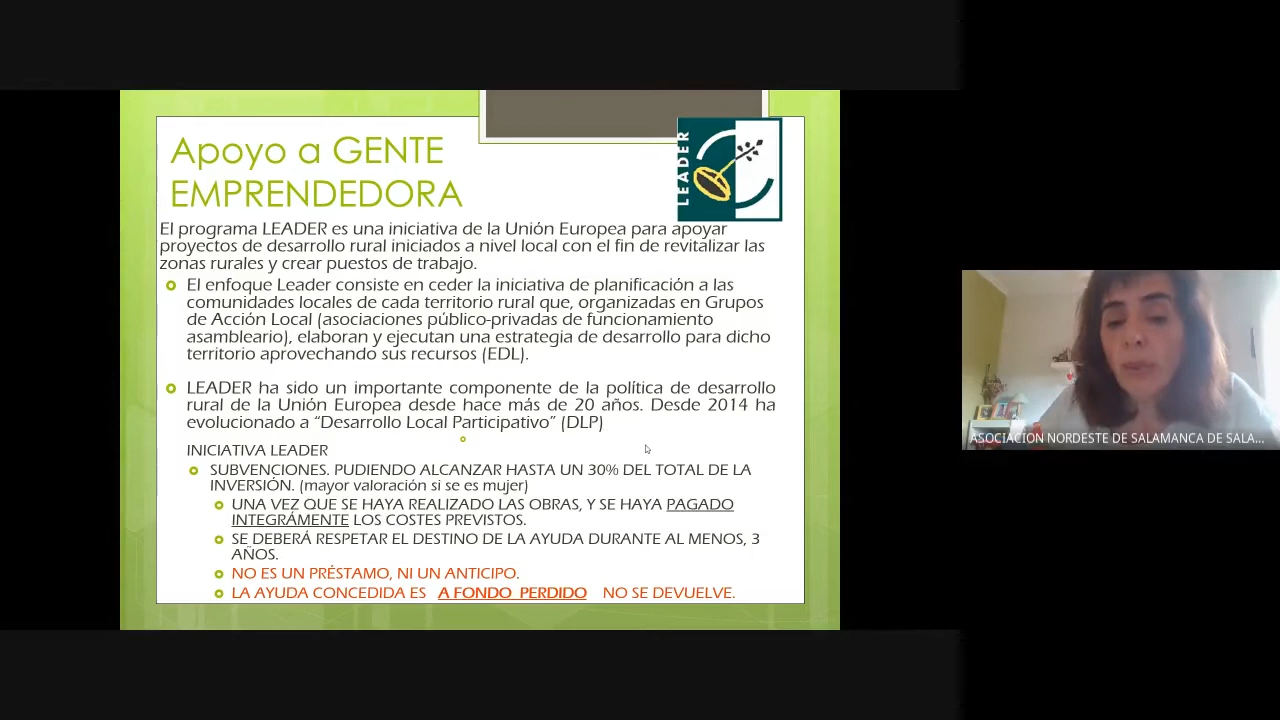 Apoyo a GENTE
EMPRENDEDORA
LEADER
El programa LEADER es una iniciativa de la Unión Europea para apoyar
proyectos de desarrollo rural iniciados a nivel local con el fin de revitalizar las
zonas rurales y crear puestos de trabajo.
El enfoque Leader consiste en ceder la iniciativa de planificación a las
comunidades locales de cada territorio rural que, organizadas en Grupos
de Acción Local (asociaciones público-privadas de funcionamiento
asambleario), elaboran y ejecutan una estrategia de desarrollo para dicho
territorio aprovechando sus recursos (EDL).
LEADER ha sido un importante componente de la política de desarrollo
rural de la Unión Europea desde hace más de 20 años. Desde 2014 ha
evolucionado a “Desarrollo Local Participativo” (DLP)
INICIATIVA LEADER
SUBVENCIONES. PUDIENDO ALCANZAR HASTA UN 30% DEL TOTAL DE LA
INVERSIÓN. (mayor valoración si se es mujer)
UNA VEZ QUE SE HAYA REALIZADO LAS OBRAS, Y SE HAYA PAGADO
INTEGRÁMENTE LOS COSTES PREVISTOS.
SE DEBERÁ RESPETAR EL DESTINO DE LA AYUDA DURANTE AL MENOS, 3
AÑOS.
NO ES UN PRÉSTAMO, NI UN ANTICIPO.
LA AYUDA CONCEDIDA ES A FONDO PERDIDO NO SE DEVUELVE.
ASOCIACION NORDESTE DE SALAMANCA DE SALA...